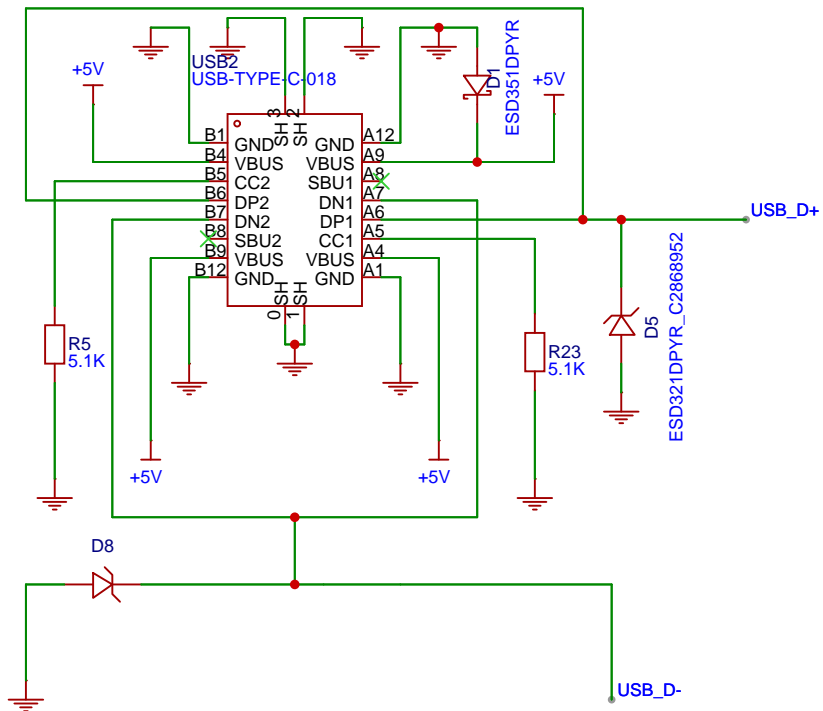 USB2
USB-TYPE-C-018
+5V
D1
ESD351DPYR
+5V
SH 3
SH 2
B1 GND
GND A12
B4 VBUS
VBUS A9
B5 CC2
SBU1 A8
B6 DP2
DN1 A7
B7 DN2
DP1 A6
B8 SBU2
CC1 A5
B9 VBUS
VBUS A4
B12 GND
GND A1
0 SH
1 SH
USB_D+
R5
5.1K
R23
5.1K
D5
ESD321DPYR_C2868952
+5V
+5V
D8
USB_D-